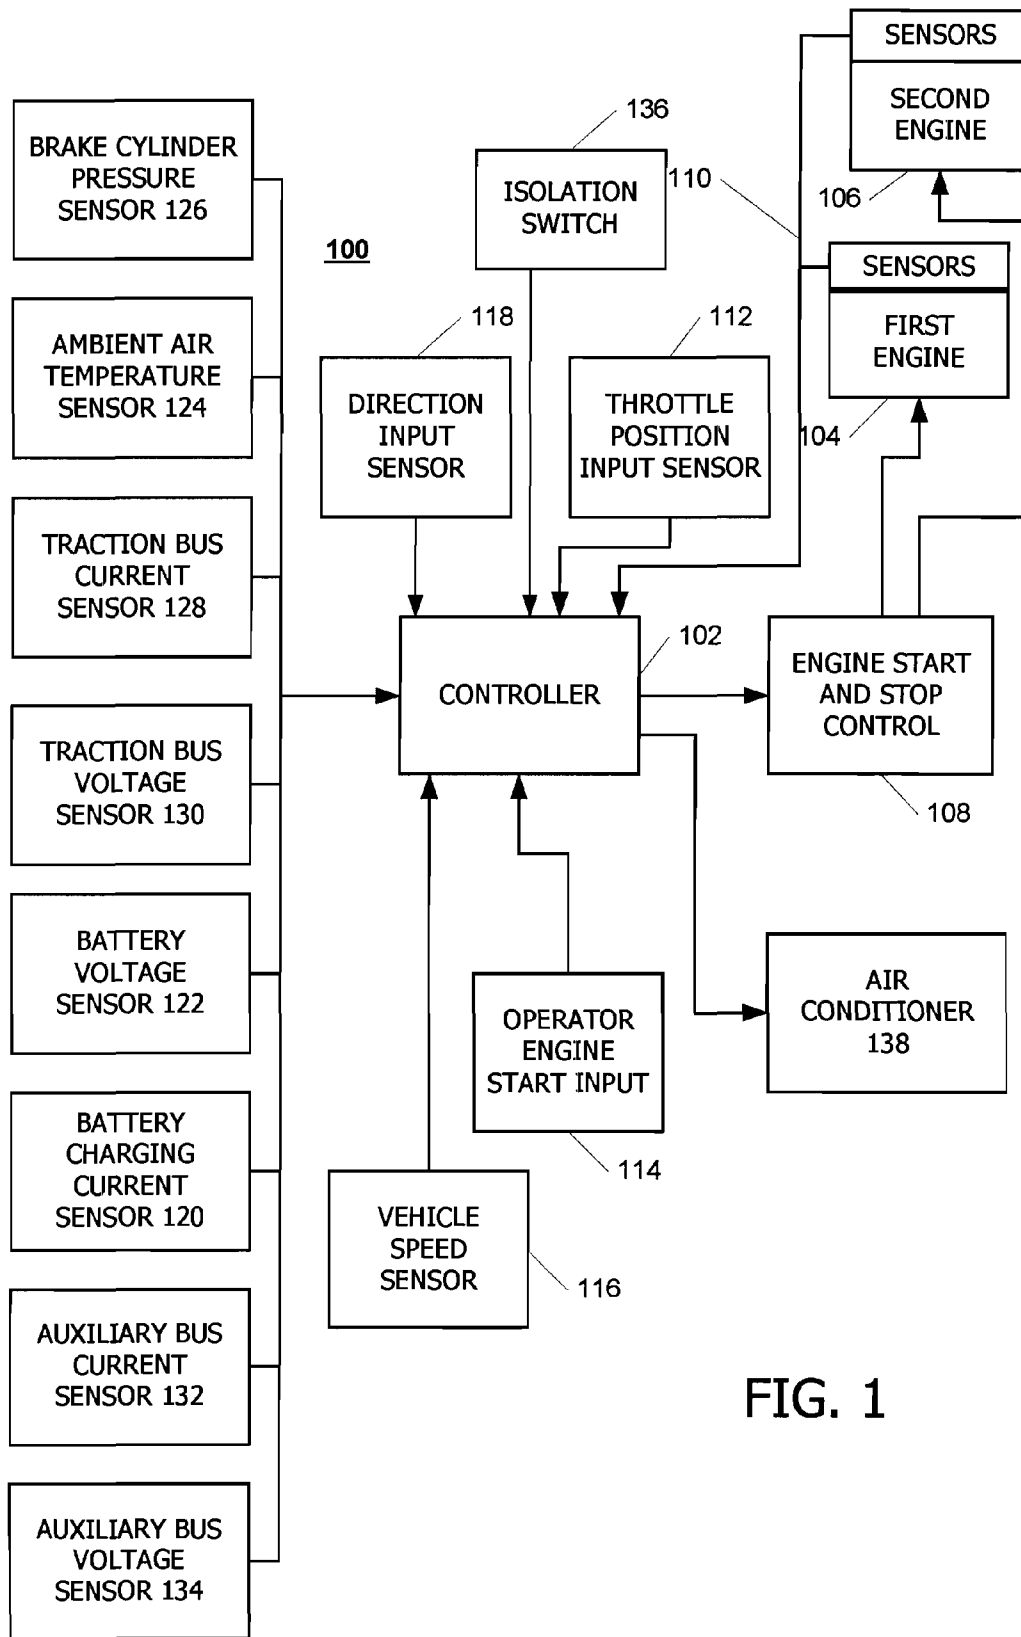 SENSORS
SECOND
ENGINE
106
110
136
ISOLATION
SWITCH
100
BRAKE CYLINDER
PRESSURE
SENSOR 126
SENSORS
FIRST
ENGINE
104
118
DIRECTION
INPUT
SENSOR
112
THROTTLE
POSITION
INPUT SENSOR
AMBIENT AIR
TEMPERATURE
SENSOR 124
TRACTION BUS
CURRENT
SENSOR 128
102
CONTROLLER
ENGINE START
AND STOP
CONTROL
108
TRACTION BUS
VOLTAGE
SENSOR 130
BATTERY
VOLTAGE
SENSOR 122
OPERATOR
ENGINE
START INPUT
114
AIR
CONDITIONER
138
BATTERY
CHARGING
CURRENT
SENSOR 120
VEHICLE
SPEED
SENSOR
116
AUXILIARY BUS
CURRENT
SENSOR 132
FIG. 1
AUXILIARY BUS
VOLTAGE
SENSOR 134